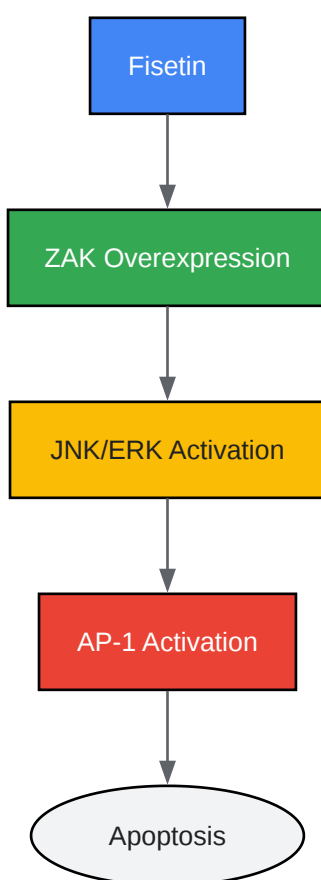 Fisetin
ZAK Overexpression
JNK/ERK Activation
AP-1 Activation
Apoptosis